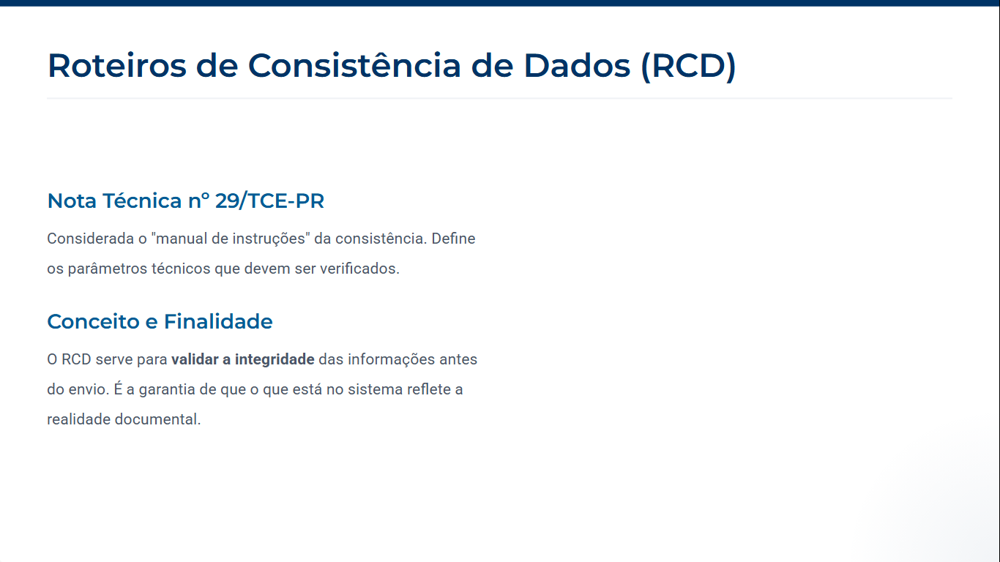 Roteiros de Consistência de Dados (RCD)
Nota Técnica nº 29/TCE-PR
Considerada o "manual de instruções" da consistência. Define
os parâmetros técnicos que devem ser verificados.
Conceito e Finalidade
O RCD serve para validar a integridade das informações antes
do envio. É a garantia de que o que está no sistema reflete a
realidade documental.